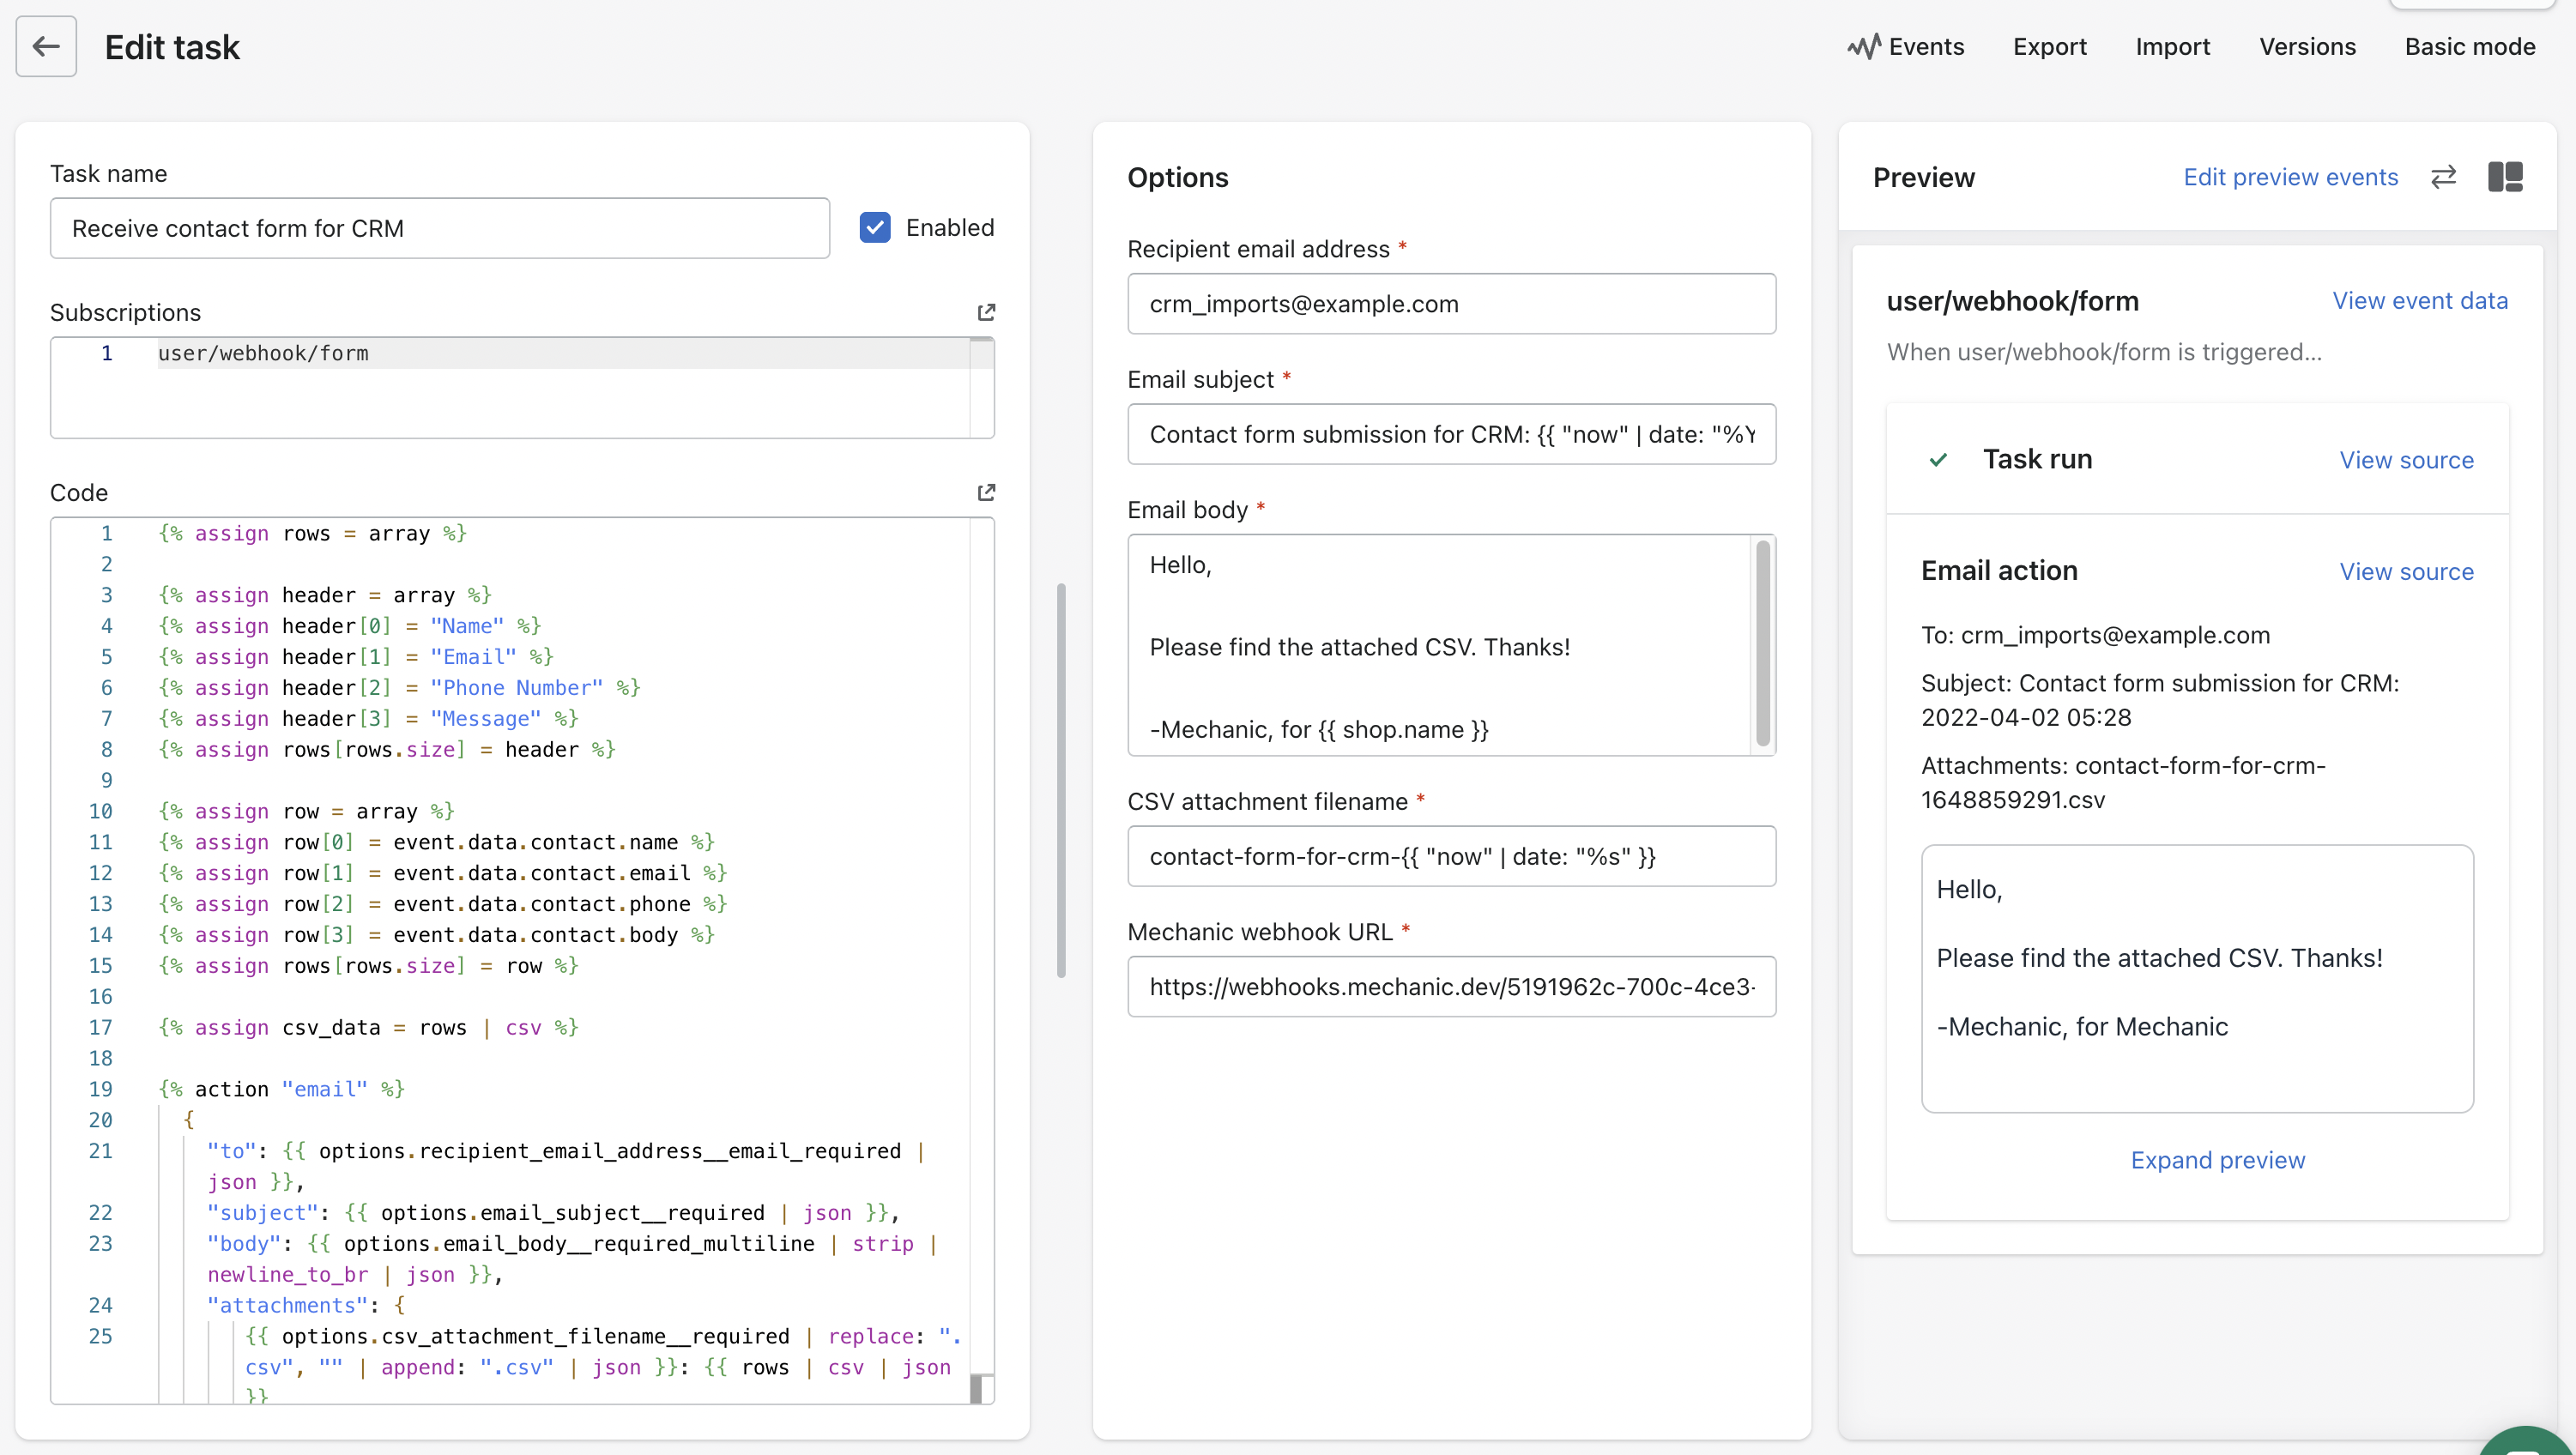 Edit task
Events
Export
Import
Versions
Basic mode
Task name
Receive contact form for CRM
Enabled
Subscriptions
1 user/webhook/form
Code
1 {% assign rows = array %}
2
3 {% assign header = array %}
4 {% assign header[0] = "Name" %}
5 {% assign header[1] = "Email" %}
6 {% assign header[2] = "Phone Number" %}
7 {% assign header[3] = "Message" %}
8 {% assign rows[rows.size] = header %}
9
10 {% assign row = array %}
11 {% assign row[0] = event.data.contact.name %}
12 {% assign row[1] = event.data.contact.email %}
13 {% assign row[2] = event.data.contact.phone %}
14 {% assign row[3] = event.data.contact.body %}
15 {% assign rows[rows.size] = row %}
16
17 {% assign csv_data = rows | csv %}
18
19 {% action "email" %}
20 {
21 "to": {{ options.recipient_email_address__email_required |
json }},
22 "subject": {{ options.email_subject__required | json }},
23 "body": {{ options.email_body__required_multiline | strip |
newline_to_br | json }},
24 "attachments": {
25 {{ options.csv_attachment_filename__required | replace: ".
csv", "" | append: ".csv" | json }}: {{ rows | csv | json
}}
Options
Recipient email address *
crm_imports@example.com
Email subject *
Contact form submission for CRM: {{ "now" | date: "%Y
Email body *
Hello,
Please find the attached CSV. Thanks!
-Mechanic, for {{ shop.name }}
CSV attachment filename *
contact-form-for-crm-{{ "now" | date: "%s" }}
Mechanic webhook URL *
https://webhooks.mechanic.dev/5191962c-700c-4ce3-
Preview
Edit preview events
user/webhook/form
View event data
When user/webhook/form is triggered...
Task run
View source
Email action
View source
To: crm_imports@example.com
Subject: Contact form submission for CRM:
2022-04-02 05:28
Attachments: contact-form-for-crm-
1648859291.csv
Hello,
Please find the attached CSV. Thanks!
-Mechanic, for Mechanic
Expand preview